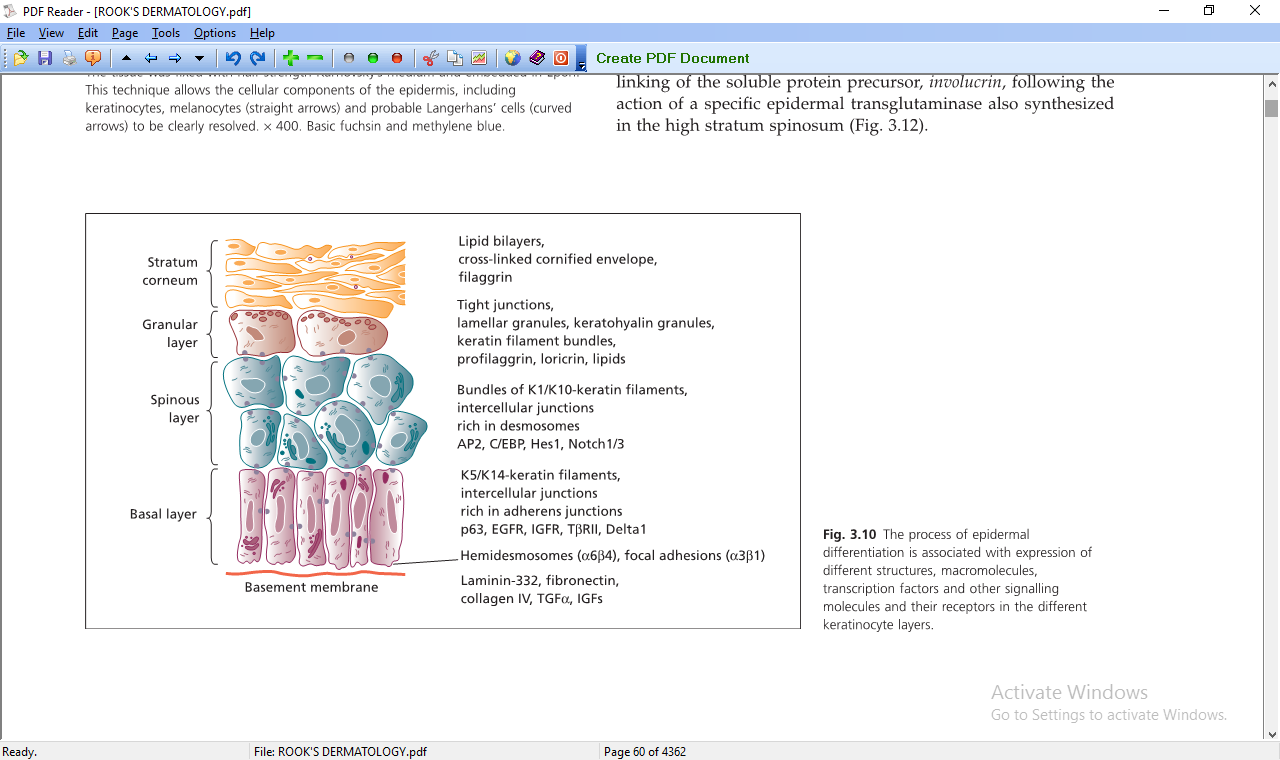 PDF Reader - [ROOK'S DERMATOLOGY.pdf]
File View Edit Page Tools Options Help
Create PDF Document
This technique allows the cellular components of the epidermis, including
keratinocytes, melanocytes (straight arrows) and probable Langerhans' cells (curved
arrows) to be clearly resolved. × 400. Basic fuchsin and methylene blue.
linking of the soluble protein precursor, involucrin, following the
action of a specific epidermal transglutaminase also synthesized
in the high stratum spinosum (Fig. 3.12).
Stratum
corneum
Lipid bilayers,
cross-linked cornified envelope,
filaggrin
Granular
layer
Tight junctions,
lamellar granules, keratohyalin granules,
keratin filament bundles,
profilaggrin, loricrin, lipids
Spinous
layer
Bundles of K1/K10-keratin filaments,
intercellular junctions
rich in desmosomes
AP2, C/EBP, Hes1, Notch1/3
Basal layer
K5/K14-keratin filaments,
intercellular junctions
rich in adherens junctions
p63, EGFR, IGFR, TβRII, Delta1
Hemidesmosomes (α6β4), focal adhesions (α3β1)
Basement membrane
Laminin-332, fibronectin,
collagen IV, TGFα, IGFs
Fig. 3.10 The process of epidermal
differentiation is associated with expression of
different structures, macromolecules,
transcription factors and other signalling
molecules and their receptors in the different
keratinocyte layers.
Activate Windows
Go to Settings to activate Windows.
Ready.
File: ROOK'S DERMATOLOGY.pdf
Page 60 of 4362